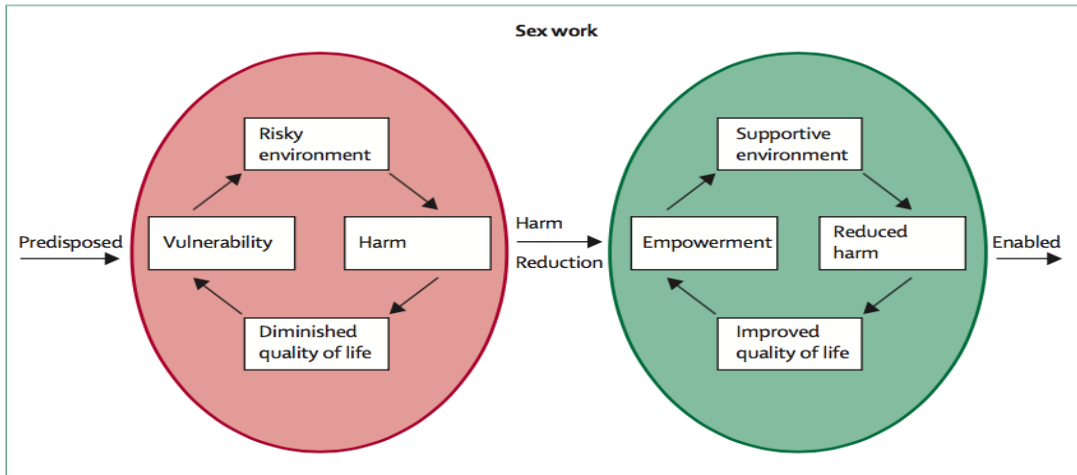 Sex work
Predisposed
Risky
environment
Vulnerability
Harm
Diminished
quality of life
Harm
Reduction
Supportive
environment
Empowerment
Reduced
harm
Improved
quality of life
Enabled